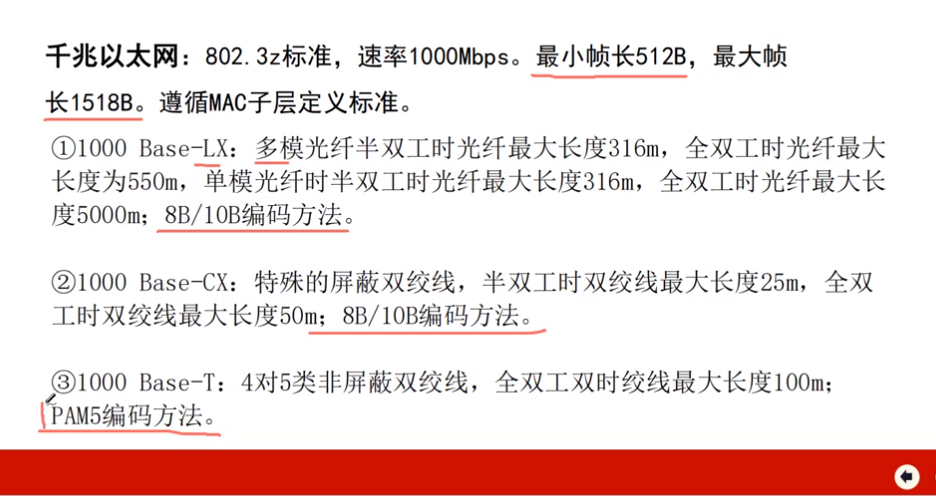 千兆以太网：802.3z标准，速率1000Mbps。最小帧长512B，最大帧
长1518B。遵循MAC子层定义标准。
①1000 Base-LX：多模光纤半双工时光纤最大长度316m，全双工时光纤最大
长度为550m，单模光纤时半双工时光纤最大长度316m，全双工时光纤最大长
度5000m；8B/10B编码方法。
②1000 Base-CX：特殊的屏蔽双绞线，半双工时双绞线最大长度25m，全双
工时双绞线最大长度50m；8B/10B编码方法。
③1000 Base-T：4对5类非屏蔽双绞线，全双工双时绞线最大长度100m；
PAM5编码方法。